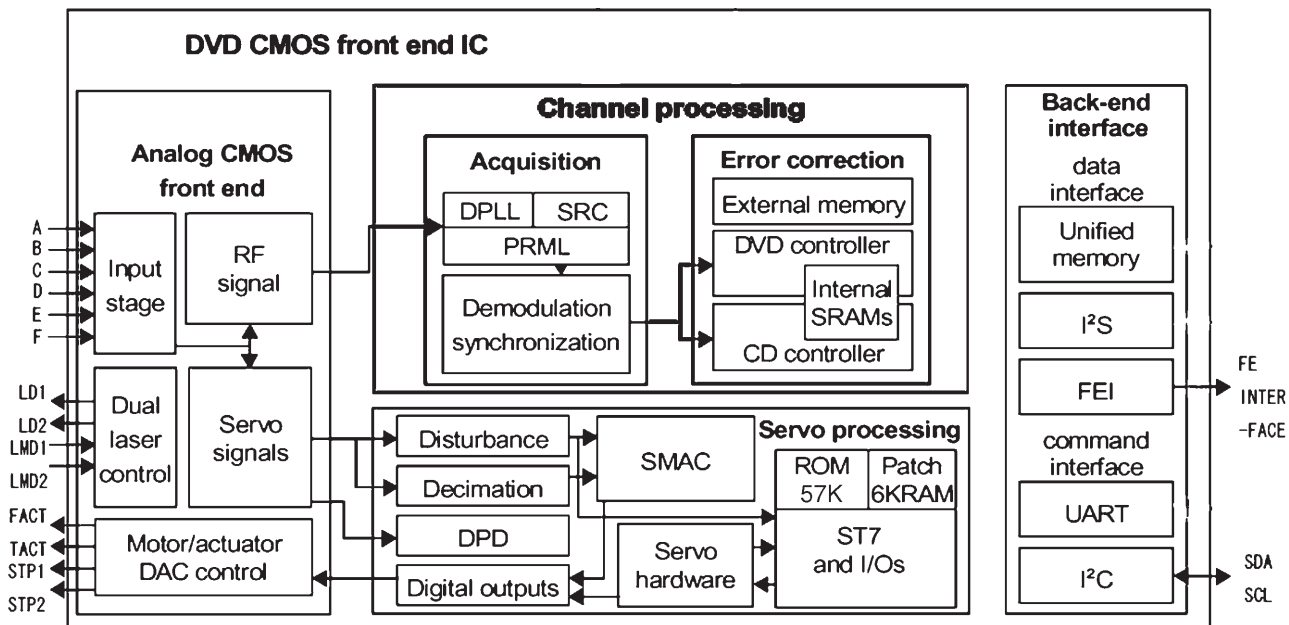 DVD CMOS front end IC
Analog CMOS
front end
A
B
C
D
E
F
Input
stage
RF
signal
LD1
LD2
LMD1
LMD2
Dual
laser
control
Servo
signals
FACT
TACT
STP1
STP2
Motor/actuator
DAC control
Channel processing
Acquisition
DPLL
SRC
PRML
Demodulation
synchronization
Error correction
External memory
DVD controller
Internal
SRAMs
CD controller
Servo processing
Disturbance
Decimation
DPD
Digital outputs
SMAC
Servo
hardware
ROM
57K
Patch
6KRAM
ST7
and I/Os
Back-end
interface
data
interface
Unified
memory
I²S
FEI
command
interface
UART
I²C
FE
INTER
-FACE
SDA
SCL